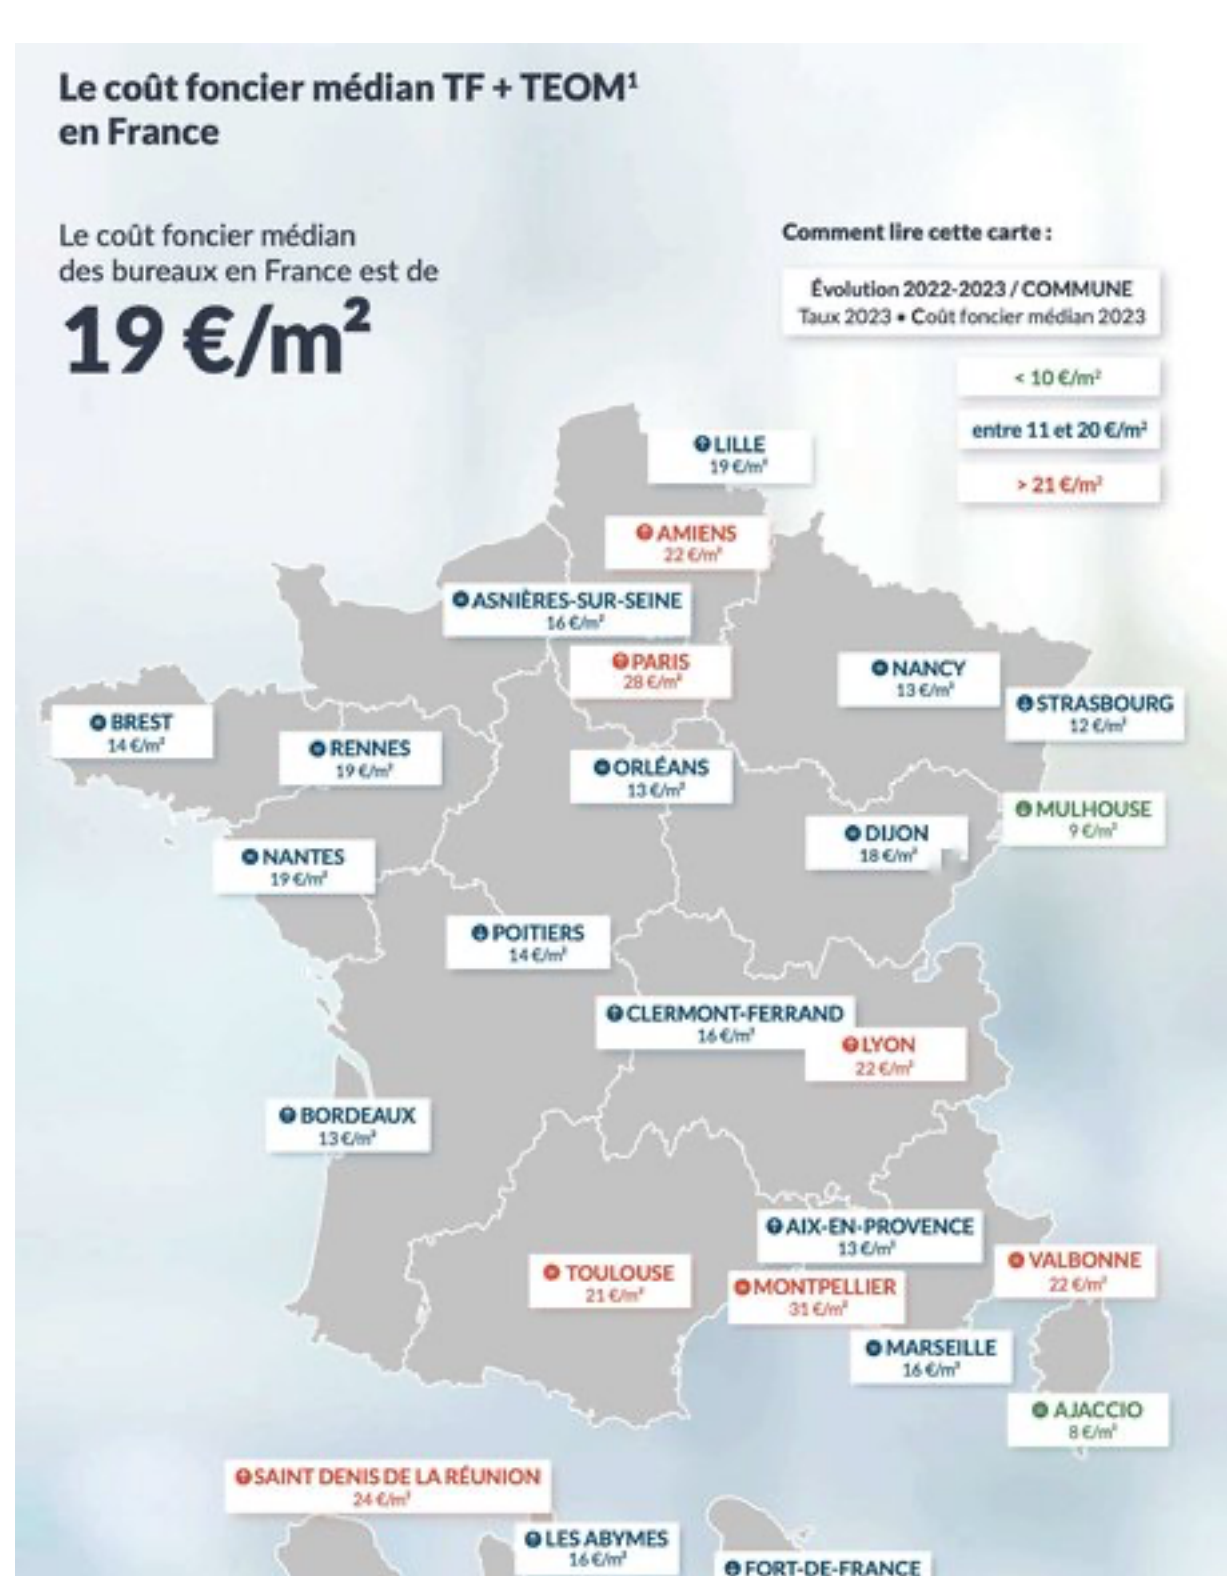 Le coût foncier médian TF + TEOM¹
en France
Le coût foncier médian
des bureaux en France est de
19 €/m²
Comment lire cette carte :
Évolution 2022-2023 / COMMUNE
Taux 2023 • Coût foncier médian 2023
< 10 €/m²
entre 11 et 20 €/m²
> 21 €/m²
LILLE
19 €/m²
AMIENS
22 €/m²
ASNIÈRES-SUR-SEINE
16 €/m²
PARIS
28 €/m²
NANCY
13 €/m²
STRASBOURG
12 €/m²
BREST
14 €/m²
RENNES
19 €/m²
ORLÉANS
13 €/m²
MULHOUSE
9 €/m²
DIJON
18 €/m²
NANTES
19 €/m²
POITIERS
14 €/m²
CLERMONT-FERRAND
16 €/m²
LYON
22 €/m²
BORDEAUX
13 €/m²
AIX-EN-PROVENCE
13 €/m²
VALBONNE
22 €/m²
TOULOUSE
21 €/m²
MONTPELLIER
31 €/m²
MARSEILLE
16 €/m²
AJACCIO
8 €/m²
SAINT DENIS DE LA RÉUNION
24 €/m²
LES ABYMES
16 €/m²
FORT-DE-FRANCE